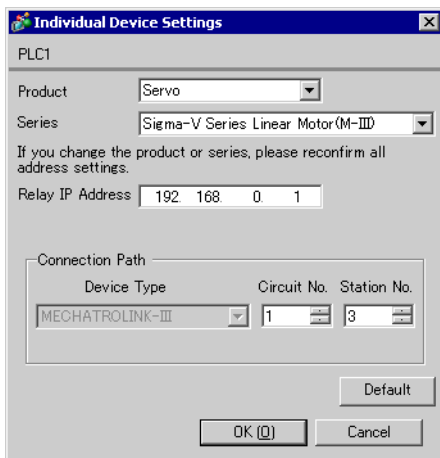 Individual Device Settings
PLC1
Product Servo
Series Sigma-V Series Linear Motor(M-III)
If you change the product or series, please reconfirm all
address settings.
Relay IP Address 192. 168. 0. 1
Connection Path
Device Type Circuit No. Station No.
MECHATROLINK-III 1 3
Default
OK (O) Cancel